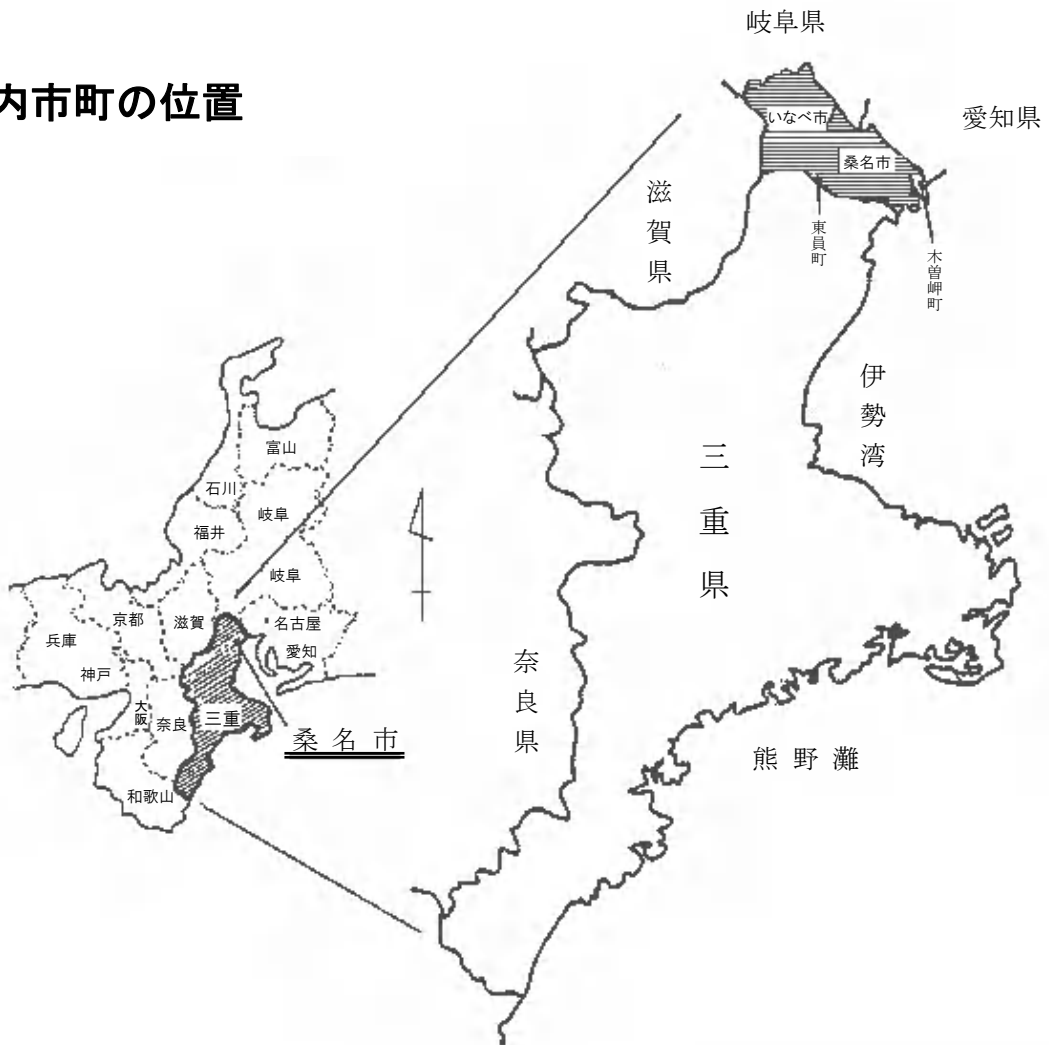 内市町の位置
岐阜県
愛知県
いなべ市
桑名市
滋賀県
東員町
木曽岬町
伊勢湾
三重県
奈良県
熊野灘
富山
石川
岐阜
福井
岐阜
京都
滋賀
名古屋
兵庫
愛知
神戸
大阪
奈良
三重
桑名市
和歌山